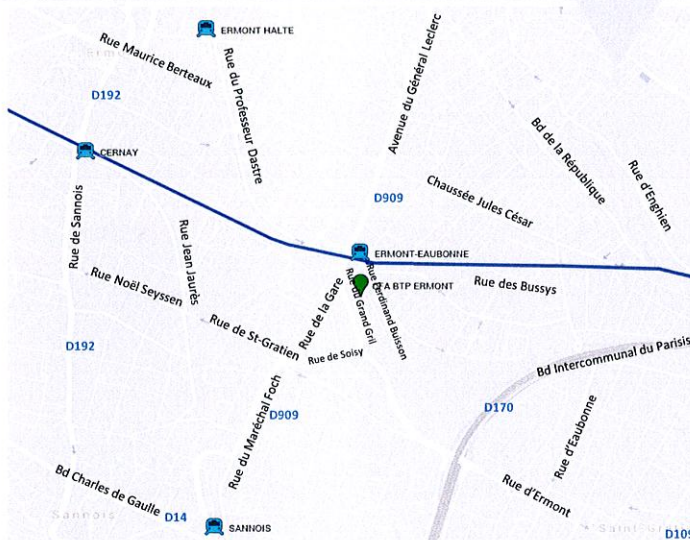 ERMONT HALTE
Rue Maurice Berteaux
Rue du Professeur Dastre
Avenue du Général Leclerc
D192
Bd de la République
Rue d'Enghien
CERNAY
D909
Chaussée Jules César
Rue de Sannois
Rue Jean Jaurès
ERMONT-EAUBONNE
Rue Noël Seyssen
Rue de la Gare
Rue du Grand Gril
Rue Ferdinand Buisson
CFA BTP ERMONT
Rue des Bussys
Rue de St-Gratien
Rue de Soisy
D192
Bd Intercommunal du Parisis
Rue du Maréchal Foch
D909
D170
Rue d'Eaubonne
Bd Charles de Gaulle
Rue d'Ermont
Sannois
D14
SANNOIS
D109